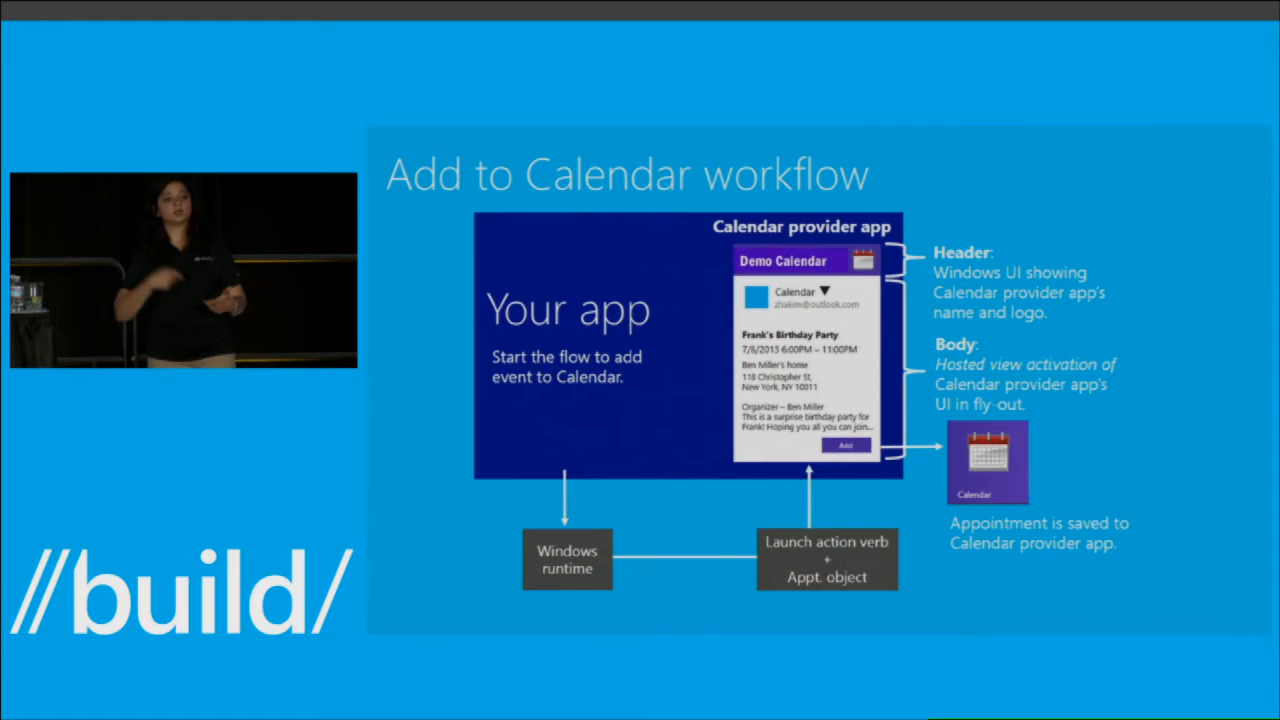 Add to Calendar workflow
Calendar provider app
Demo Calendar
Calendar ▼
zhakim@outlook.com
Frank's Birthday Party
7/6/2013 6:00PM – 11:00PM
Ben Miller's home
118 Christopher St,
New York, NY 10011
Organizer – Ben Miller
This is a surprise birthday party for
Frank! Hoping you all you can join...
Add
Your app
Start the flow to add
event to Calendar.
Header:
Windows UI showing
Calendar provider app's
name and logo.
Body:
Hosted view activation of
Calendar provider app's
UI in fly-out.
Calendar
Appointment is saved to
Calendar provider app.
Windows
runtime
Launch action verb
+
Appt. object
//build/